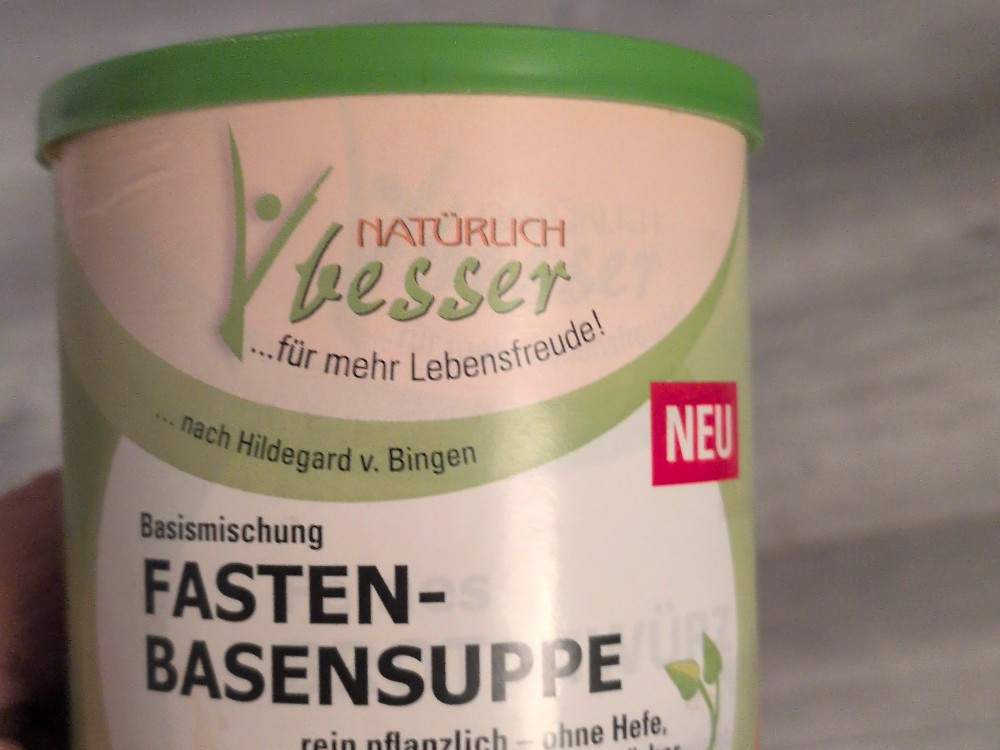 NATÜRLICH
besser
...für mehr Lebensfreude!
... nach Hildegard v. Bingen
NEU
Basismischung
FASTEN-
BASENSUPPE
rein pflanzlich – ohne Hefe,